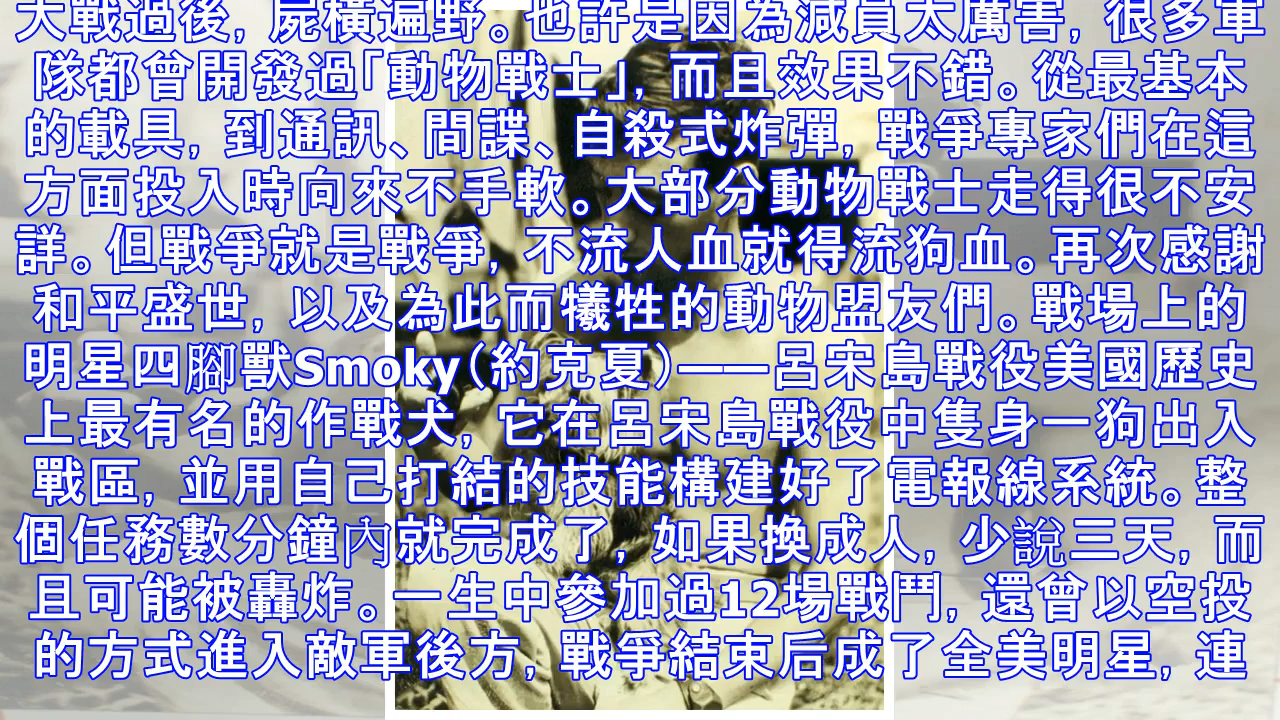 大戰過後，屍橫遍野。也許是因為減員太厲害，很多軍
隊都曾開發過「動物戰士」，而且效果不錯。從最基本
的載具，到通訊、間諜、自殺式炸彈，戰爭專家們在這
方面投入時向來不手軟。大部分動物戰士走得很不安
詳。但戰爭就是戰爭，不流人血就得流狗血。再次感謝
和平盛世，以及為此而犧牲的動物盟友們。戰場上的
明星四腳獸Smoky（約克夏）——呂宋島戰役美國歷史
上最有名的作戰犬，它在呂宋島戰役中隻身一狗出入
戰區，並用自己打結的技能構建好了電報線系統。整
個任務數分鐘內就完成了，如果換成人，少說三天，而
且可能被轟炸。一生中參加過12場戰鬥，還曾以空投
的方式進入敵軍後方，戰爭結束后成了全美明星，連